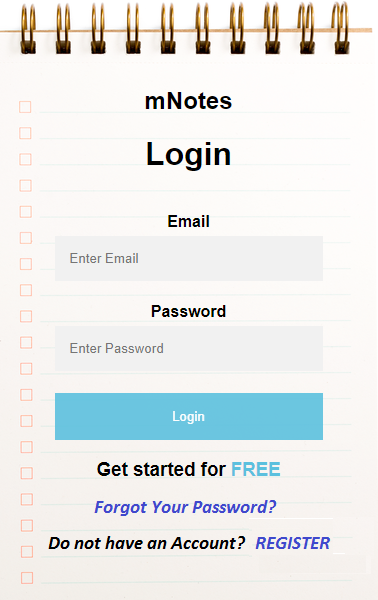 mNotes
Login
Email
Enter Email
Password
Enter Password
Login
Get started for FREE
Forgot Your Password?
Do not have an Account? REGISTER